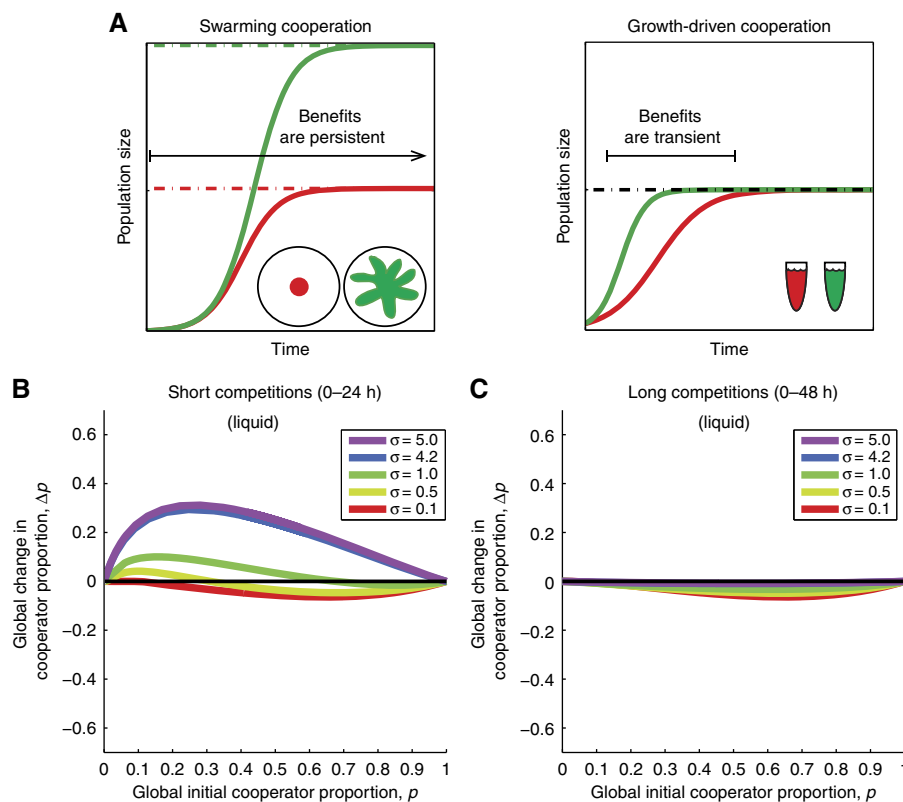 A
Swarming cooperation
Growth-driven cooperation
Population size
Benefits
are persistent
Time
Population size
Benefits
are transient
Time
B
Short competitions (0–24 h)
(liquid)
Global change in
cooperator proportion, Δp
0.6
0.4
0.2
0
−0.2
−0.4
−0.6
σ = 5.0
σ = 4.2
σ = 1.0
σ = 0.5
σ = 0.1
0 0.1 0.2 0.3 0.4 0.5 0.6 0.7 0.8 0.9 1
Global initial cooperator proportion, p
C
Long competitions (0–48 h)
(liquid)
Global change in
cooperator proportion, Δp
0.6
0.4
0.2
0
−0.2
−0.4
−0.6
σ = 5.0
σ = 4.2
σ = 1.0
σ = 0.5
σ = 0.1
0 0.1 0.2 0.3 0.4 0.5 0.6 0.7 0.8 0.9 1
Global initial cooperator proportion, p